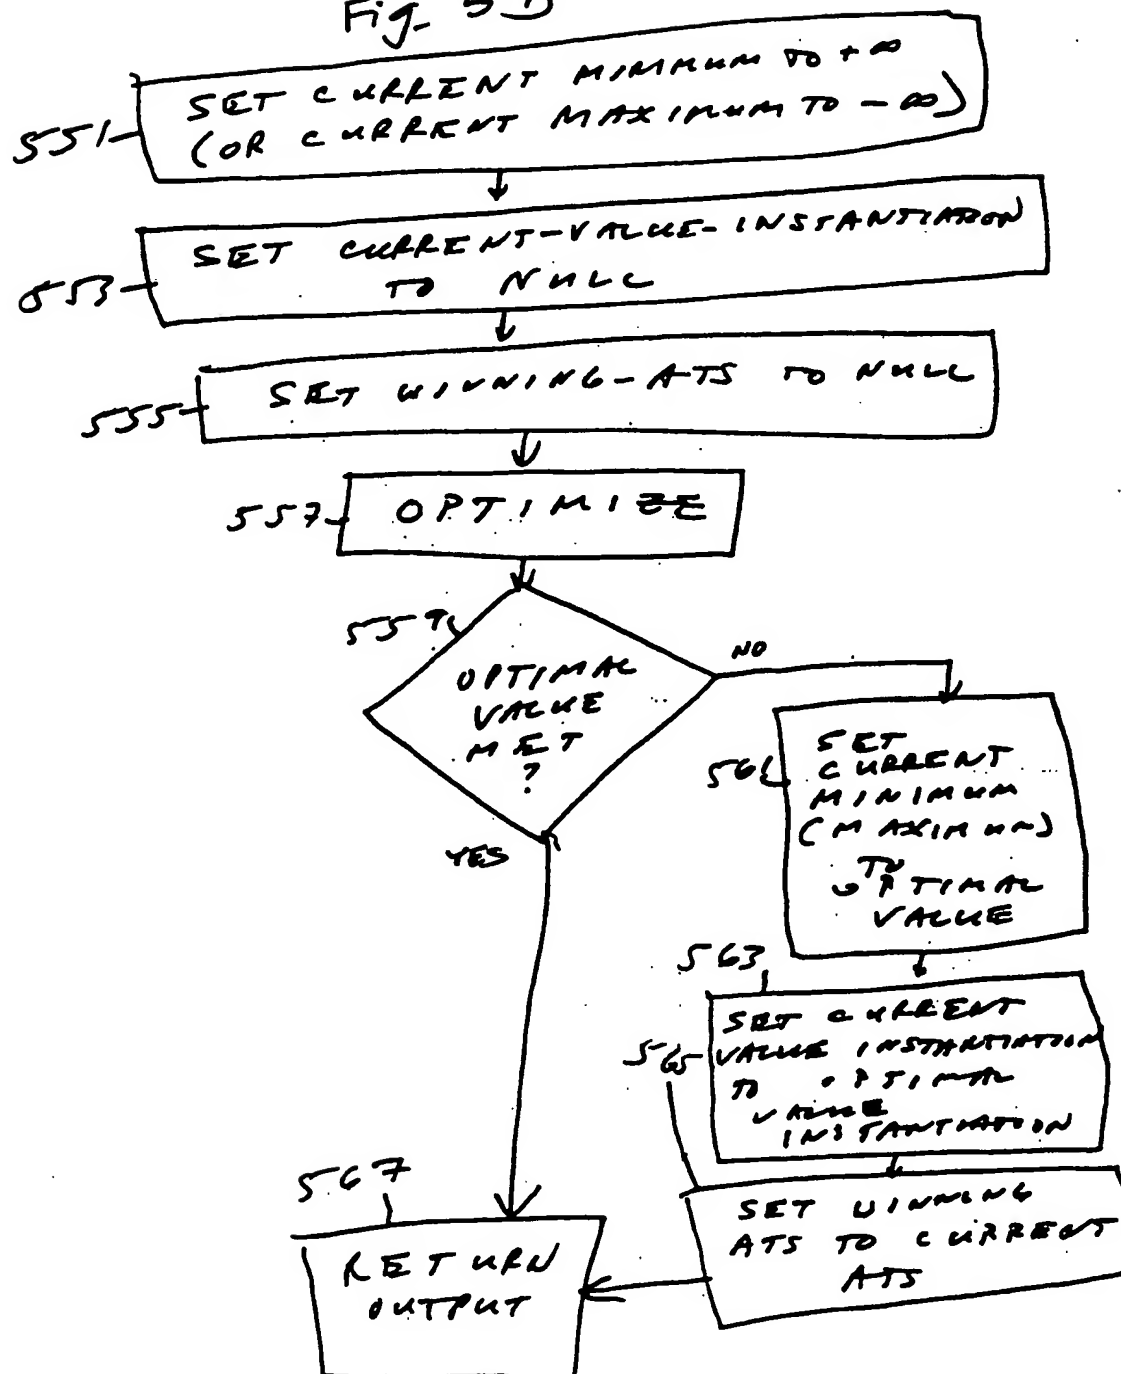 Fig. 5D
551
SET CURRENT MINIMUM TO +∞
(OR CURRENT MAXIMUM TO -∞)
553
SET CURRENT-VALUE-INSTANTIATION
TO NULL
555
SET WINNING-ATS TO NULL
557
OPTIMIZE
559
OPTIMAL
VALUE
MET
?
NO
YES
561
SET
CURRENT
MINIMUM
(MAXIMUM)
TO
OPTIMAL
VALUE
563
SET CURRENT
VALUE INSTANTIATION
TO OPTIMAL
VALUE
INSTANTIATION
565
SET WINNING
ATS TO CURRENT
ATS
567
RETURN
OUTPUT